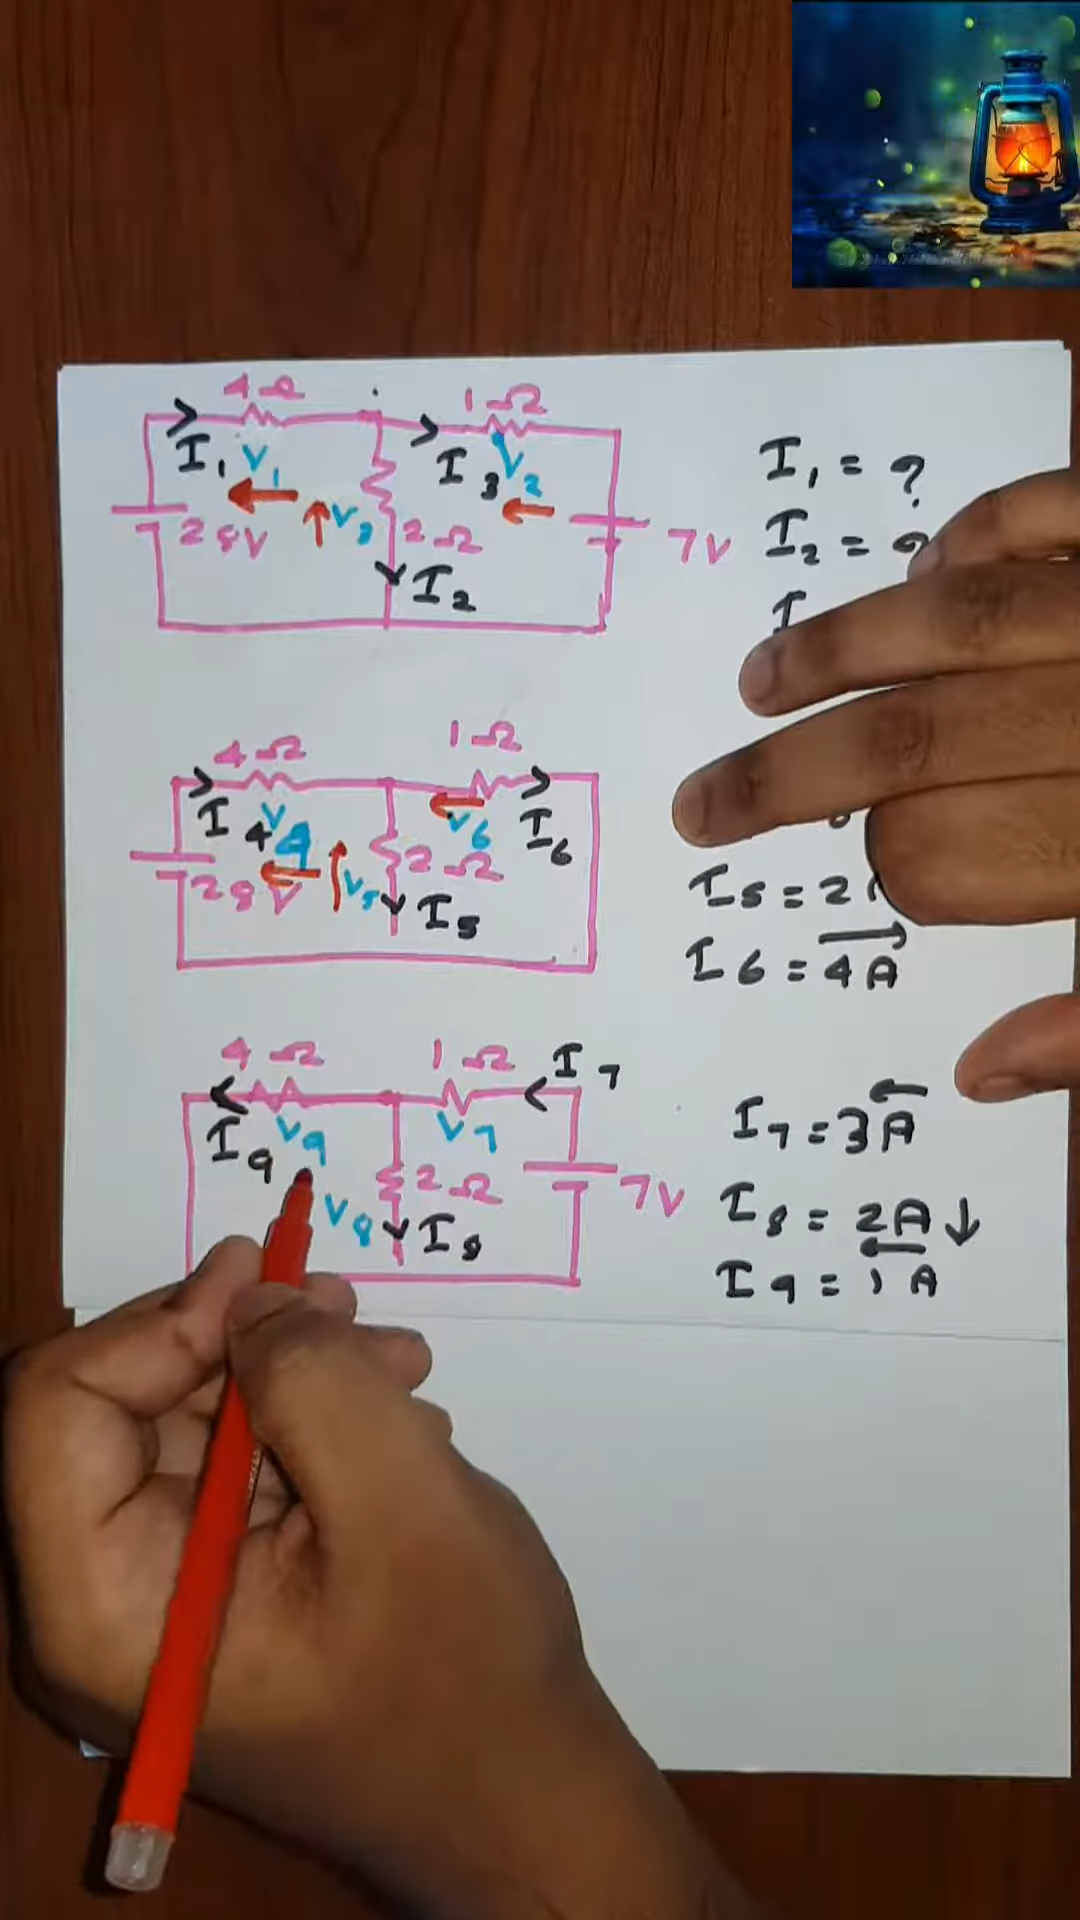 4Ω
1Ω
I1
V1
I3
V2
28V
V3
2Ω
I2
7V
I1 = ?
I2 = ?
I
4Ω
1Ω
I4
V4
V6
I6
28V
V5
2Ω
I5
I5 = 2
I6 = 4A
4Ω
1Ω
I7
I9
V9
V7
V8
2Ω
I8
7V
I7 = 3A
I8 = 2A ↓
I9 = 1A